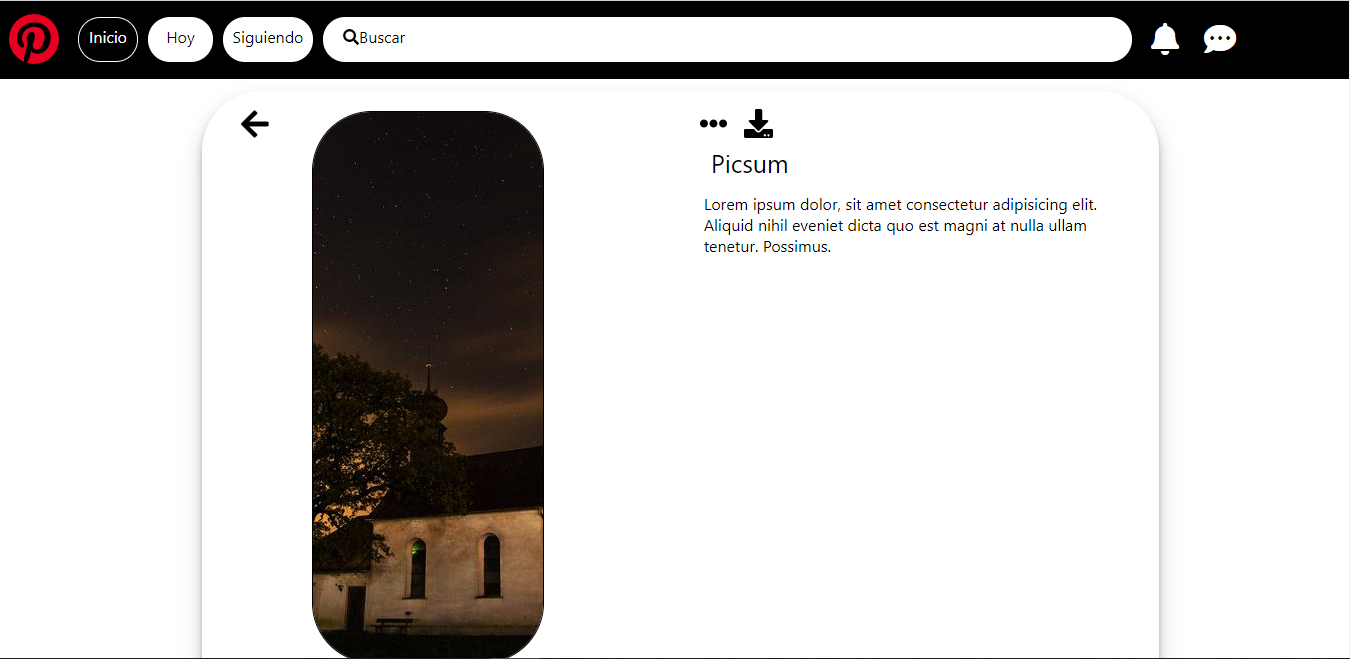 Inicio
Hoy
Siguiendo
Buscar
Picsum
Lorem ipsum dolor, sit amet consectetur adipisicing elit.
Aliquid nihil eveniet dicta quo est magni at nulla ullam
tenetur. Possimus.